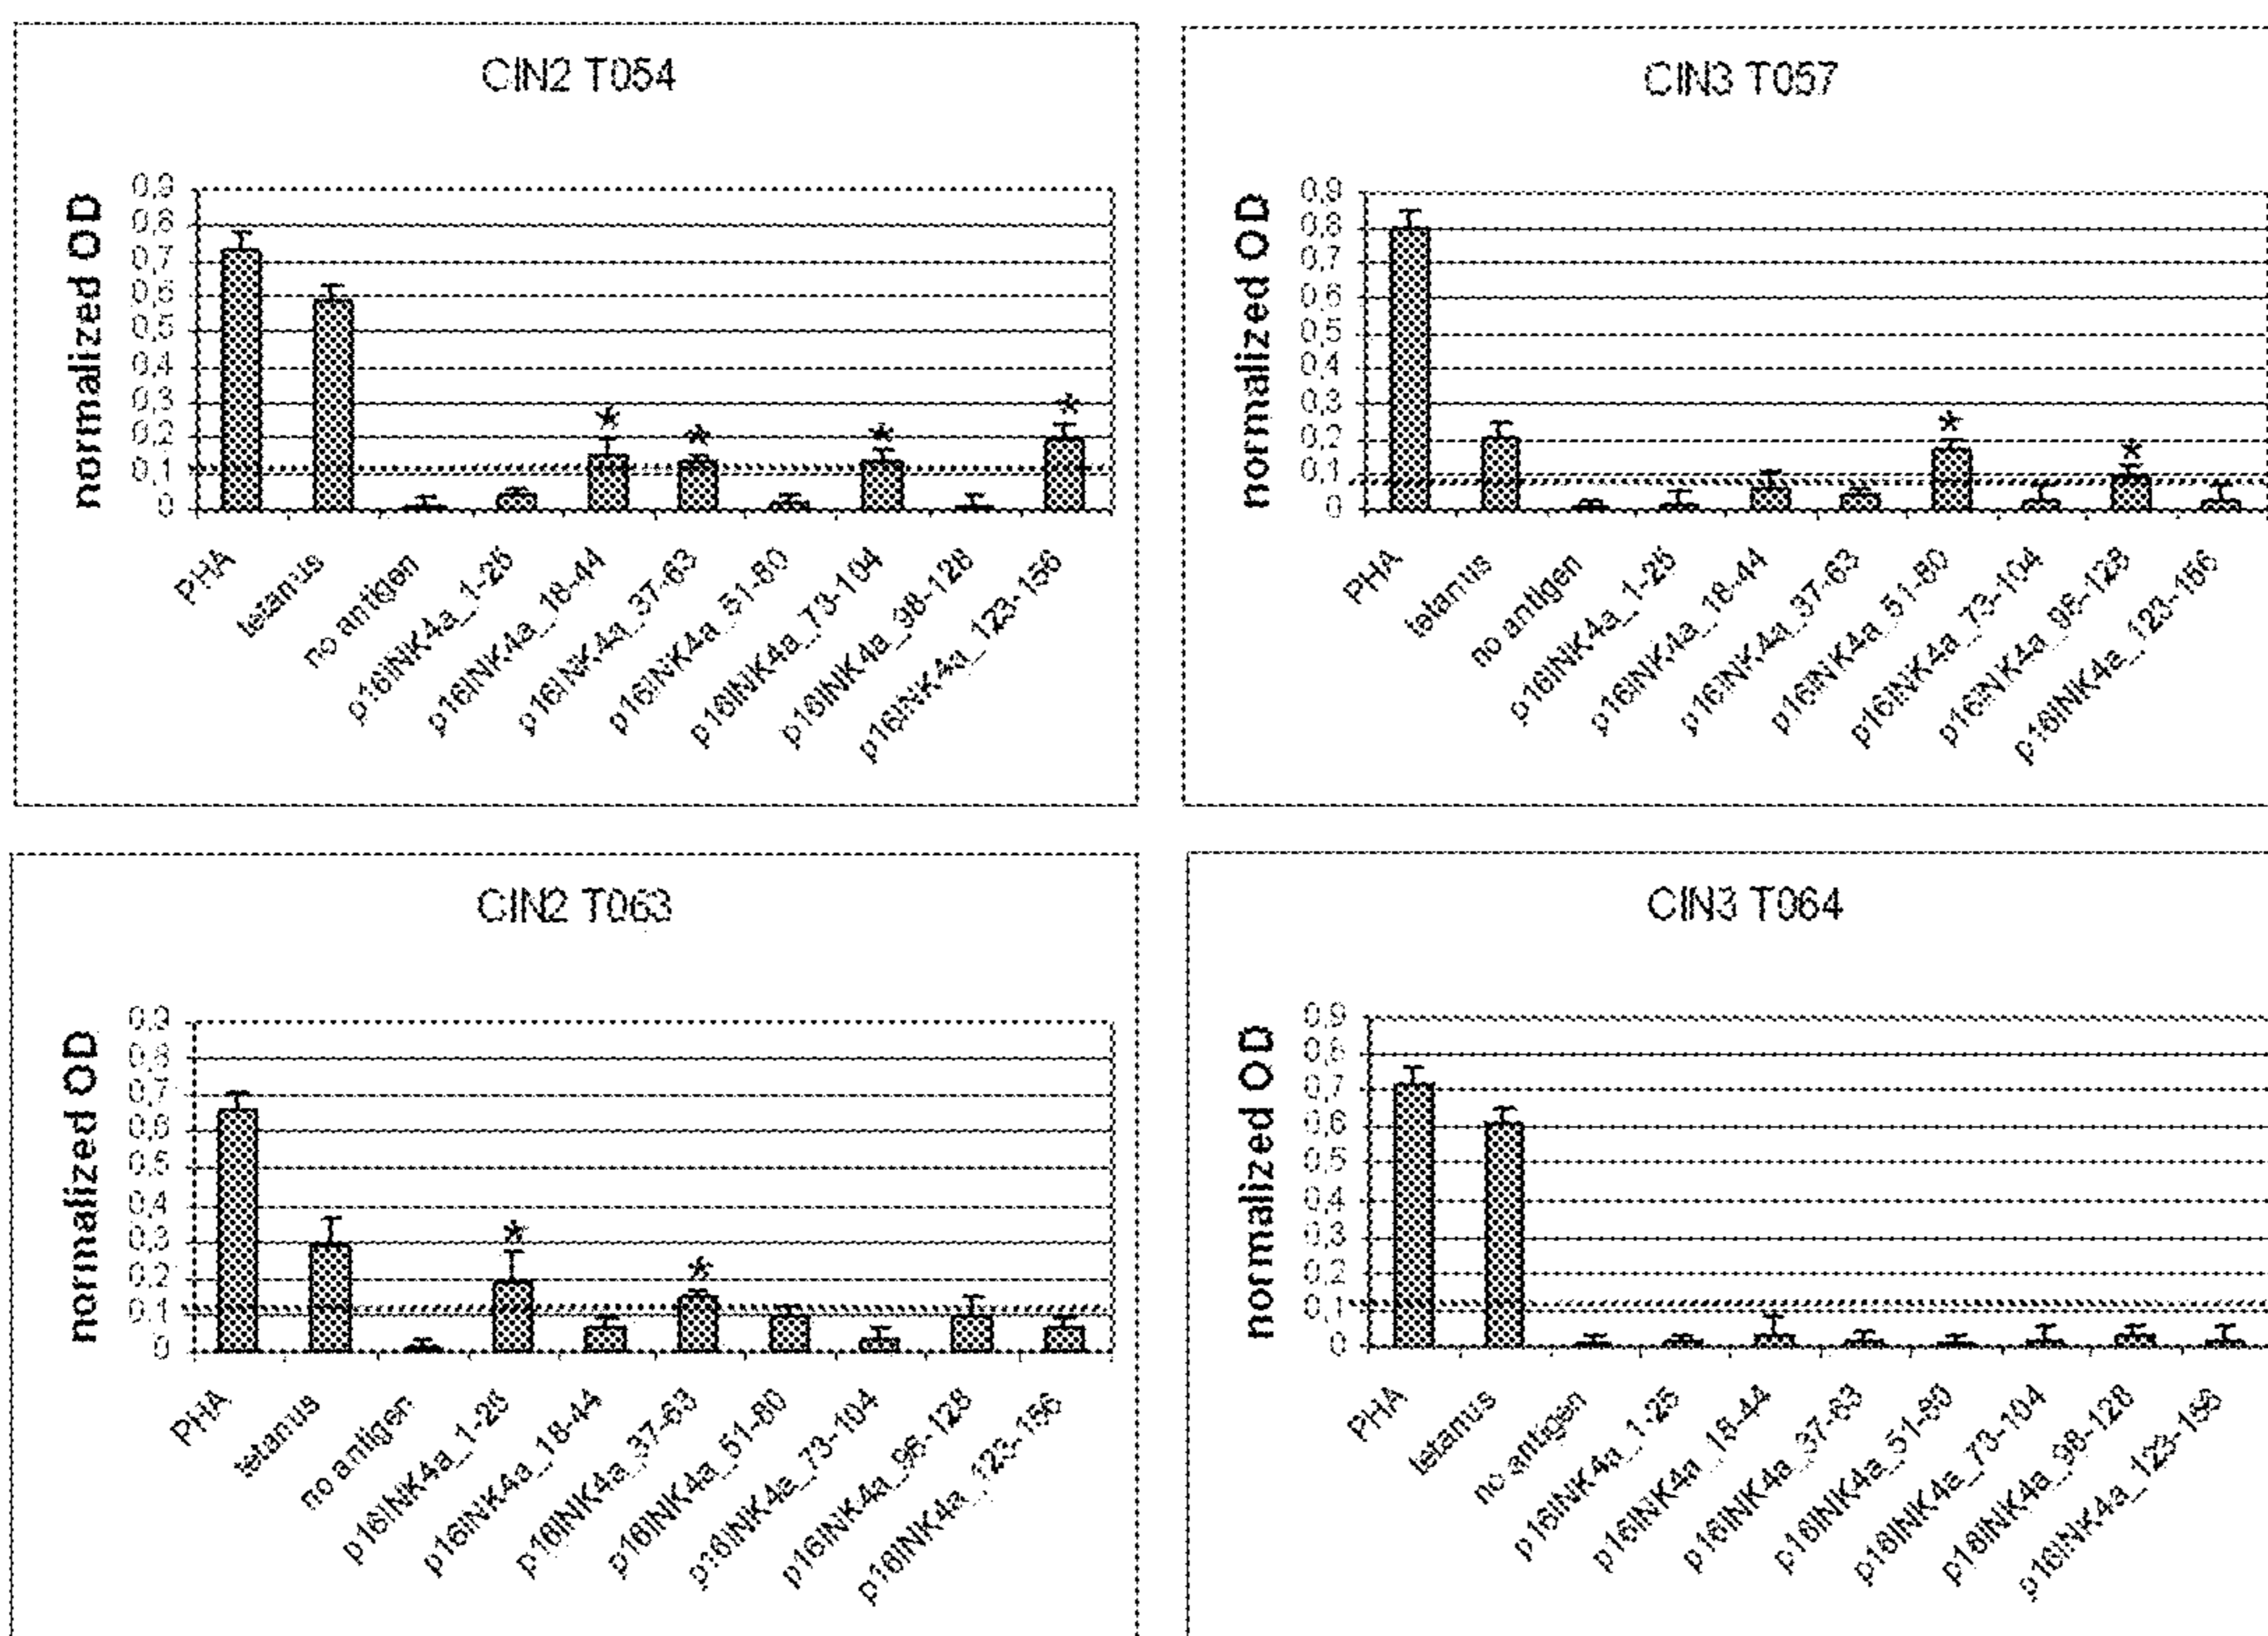 CIN2 T054
normalized OD
0,9
0,8
0,7
0,6
0,5
0,4
0,3
0,2
0,1
0
*
*
*
*
PHA
tetanus
no antigen
p16INK4a_1-25
p16INK4a_18-44
p16INK4a_37-63
p16INK4a_51-80
p16INK4a_73-104
p16INK4a_98-128
p16INK4a_123-156
CIN3 T057
normalized OD
0,9
0,8
0,7
0,6
0,5
0,4
0,3
0,2
0,1
0
*
*
PHA
tetanus
no antigen
p16INK4a_1-25
p16INK4a_18-44
p16INK4a_37-63
p16INK4a_51-80
p16INK4a_73-104
p16INK4a_96-128
p16INK4a_123-156
CIN2 T063
normalized OD
0,9
0,8
0,7
0,6
0,5
0,4
0,3
0,2
0,1
0
*
*
PHA
tetanus
no antigen
p16INK4a_1-25
p16INK4a_18-44
p16INK4a_37-63
p16INK4a_51-80
p16INK4a_73-104
p16INK4a_96-128
p16INK4a_123-156
CIN3 T064
normalized OD
0,9
0,8
0,7
0,6
0,5
0,4
0,3
0,2
0,1
0
PHA
tetanus
no antigen
p16INK4a_1-25
p16INK4a_18-44
p16INK4a_37-63
p16INK4a_51-80
p16INK4a_73-104
p16INK4a_98-128
p16INK4a_123-156